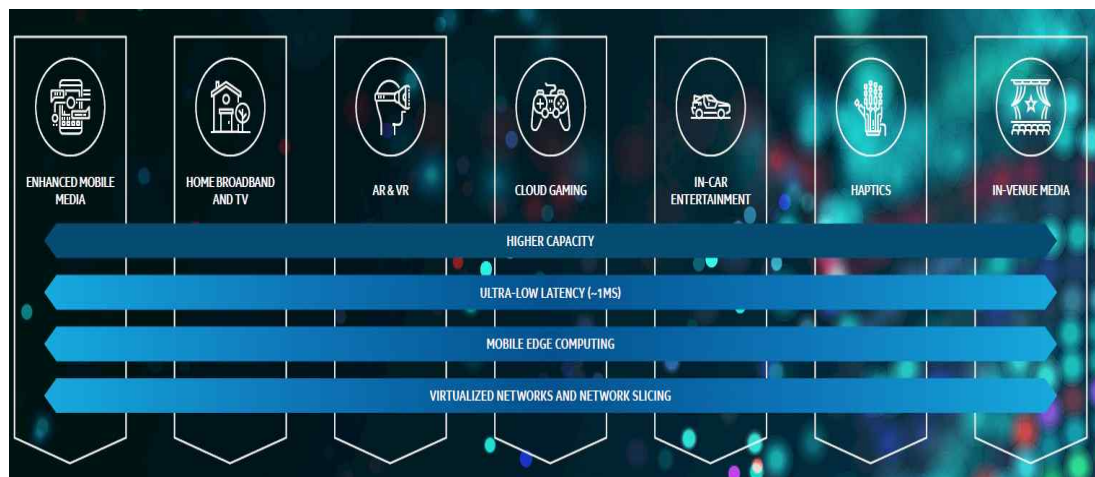 ENHANCED MOBILE
MEDIA
HOME BROADBAND
AND TV
AR & VR
CLOUD GAMING
IN-CAR
ENTERTAINMENT
HAPTICS
IN-VENUE MEDIA
HIGHER CAPACITY
ULTRA-LOW LATENCY (~1MS)
MOBILE EDGE COMPUTING
VIRTUALIZED NETWORKS AND NETWORK SLICING